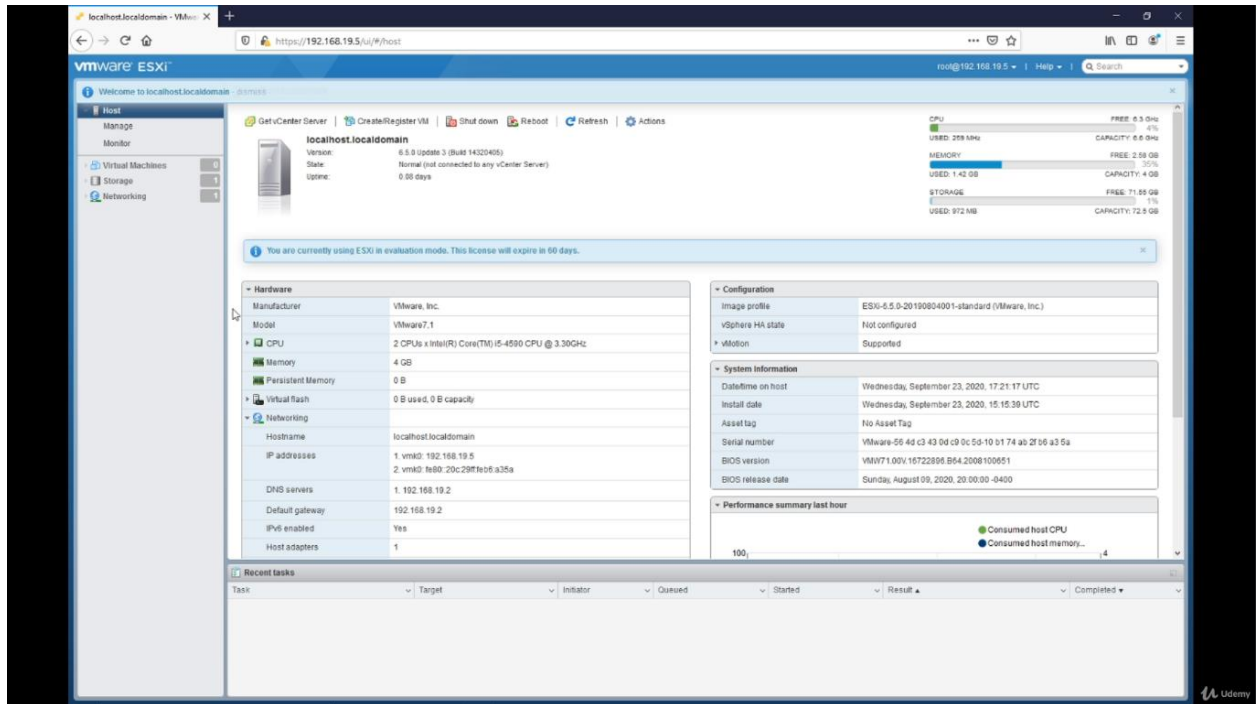 localhost.localdomain - VMwa X +
https://192.168.19.5/ui/#/host
vmware ESXi
root@192.168.19.5 | Help | Search
Welcome to localhost.localdomain
Host
Manage
Monitor
Virtual Machines 0
Storage 1
Networking 1
Get vCenter Server | Create/Register VM | Shut down Reboot | Refresh | Actions
localhost.localdomain
Version: 6.5.0 Update 3 (Build 14320405)
State: Normal (not connected to any vCenter Server)
Uptime: 0.08 days
CPU FREE: 6.3 GHz
4%
USED: 259 MHz CAPACITY: 6.6 GHz
MEMORY FREE: 2.58 GB
35%
USED: 1.42 GB CAPACITY: 4 GB
STORAGE FREE: 71.55 GB
1%
USED: 972 MB CAPACITY: 72.5 GB
You are currently using ESXi in evaluation mode. This license will expire in 60 days.
Hardware
Manufacturer VMware, Inc.
Model VMware7,1
CPU 2 CPUs x Intel(R) Core(TM) i5-4590 CPU @ 3.30GHz
Memory 4 GB
Persistent Memory 0 B
Virtual flash 0 B used, 0 B capacity
Networking
Hostname localhost.localdomain
IP addresses 1. vmk0: 192.168.19.5
2. vmk0: fe80::20c:29ff:feb6:a35a
DNS servers 1. 192.168.19.2
Default gateway 192.168.19.2
IPv6 enabled Yes
Host adapters 1
Configuration
Image profile ESXi-6.5.0-20190804001-standard (VMware, Inc.)
vSphere HA state Not configured
vMotion Supported
System Information
Date/time on host Wednesday, September 23, 2020, 17:21:17 UTC
Install date Wednesday, September 23, 2020, 15:15:39 UTC
Asset tag No Asset Tag
Serial number VMware-56 4d c3 43 0d c9 0c 5d-10 b1 74 ab 2f b6 a3 5a
BIOS version VMW71.00V.16722896.B64.2008100651
BIOS release date Sunday, August 09, 2020, 20:00:00 -0400
Performance summary last hour
Consumed host CPU
Consumed host memory...
100 4
Recent tasks
Task Target Initiator Queued Started Result Completed
Udemy